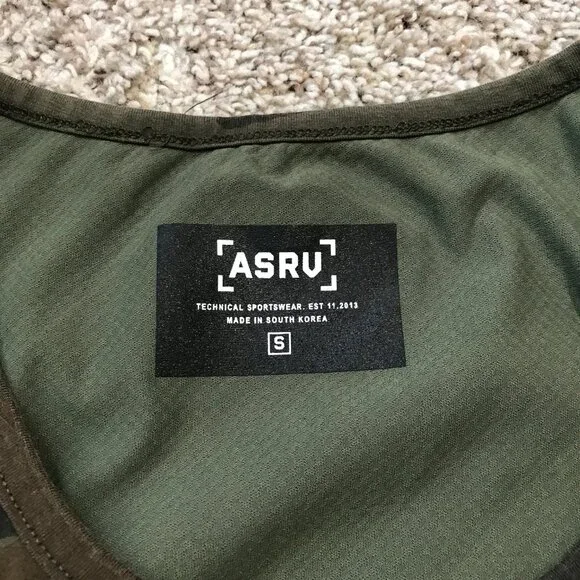 [ASRV]
TECHNICAL SPORTSWEAR. EST 11.2013
MADE IN SOUTH KOREA
S